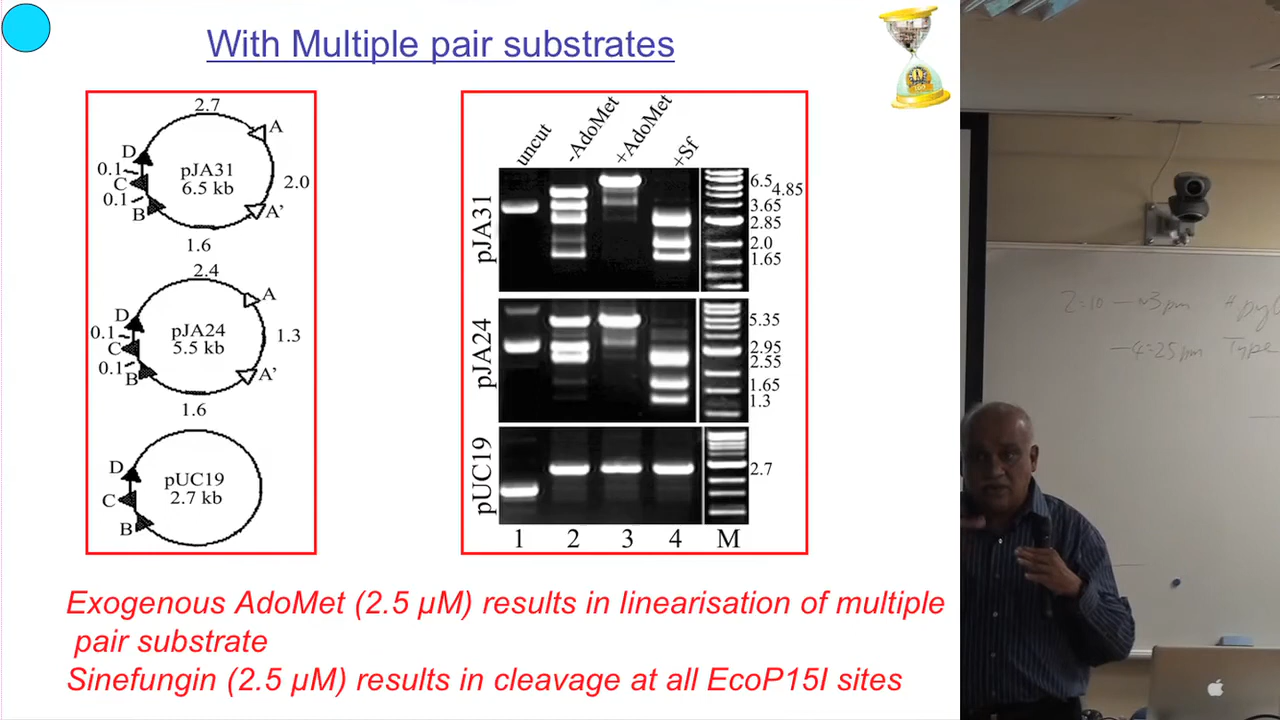 With Multiple pair substrates
2.7
A
D
0.1
C
0.1
B
pJA31
6.5 kb
2.0
A'
1.6
2.4
A
D
0.1
C
0.1
B
pJA24
5.5 kb
1.3
A'
1.6
D
C
B
pUC19
2.7 kb
uncut
-AdoMet
+AdoMet
+Sf
pJA31
6.5
4.85
3.65
2.85
2.0
1.65
pJA24
5.35
2.95
2.55
1.65
1.3
pUC19
2.7
1 2 3 4 M
Exogenous AdoMet (2.5 µM) results in linearisation of multiple
pair substrate
Sinefungin (2.5 µM) results in cleavage at all EcoP15I sites
Type